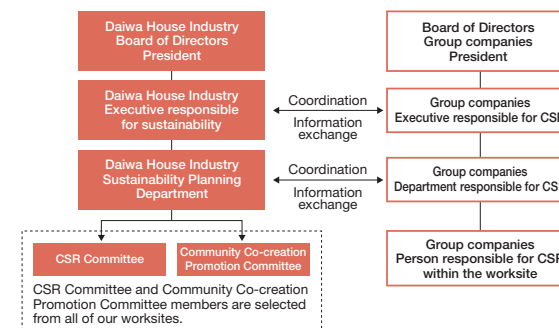 Daiwa House Industry
Board of Directors
President
Daiwa House Industry
Executive responsible
for sustainability
Daiwa House Industry
Sustainability Planning
Department
CSR Committee
Community Co-creation
Promotion Committee
CSR Committee and Community Co-creation
Promotion Committee members are selected
from all of our worksites.
Coordination
Information
exchange
Coordination
Information
exchange
Board of Directors
Group companies
President
Group companies
Executive responsible for CSR
Group companies
Department responsible for CSR
Group companies
Person responsible for CSR
within the worksite